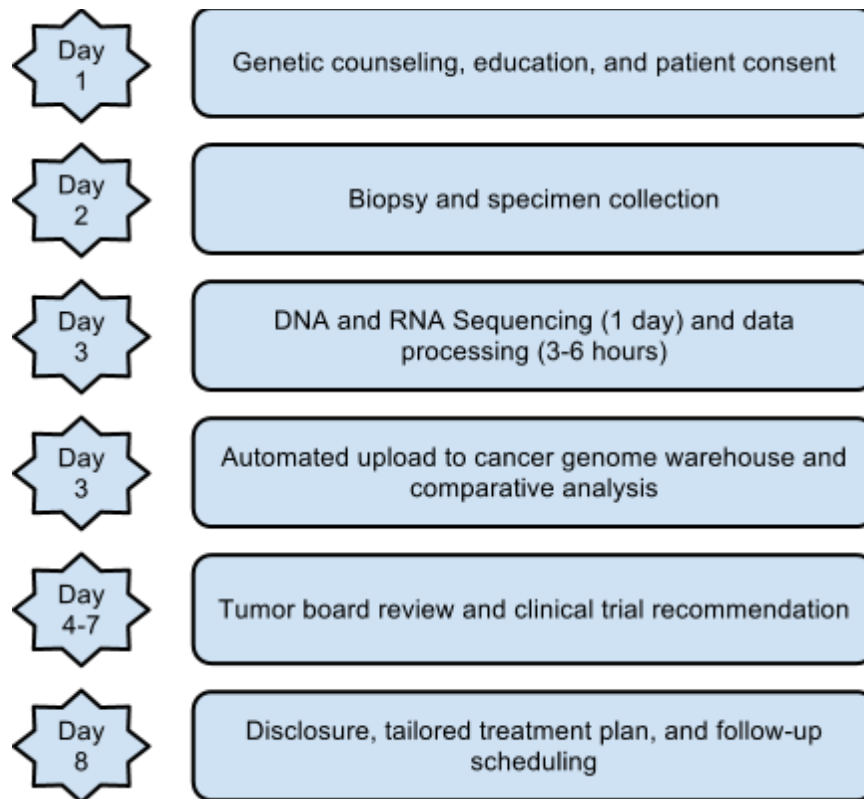 Day
1
Genetic counseling, education, and patient consent
Day
2
Biopsy and specimen collection
Day
3
DNA and RNA Sequencing (1 day) and data
processing (3-6 hours)
Day
3
Automated upload to cancer genome warehouse and
comparative analysis
Day
4-7
Tumor board review and clinical trial recommendation
Day
8
Disclosure, tailored treatment plan, and follow-up
scheduling